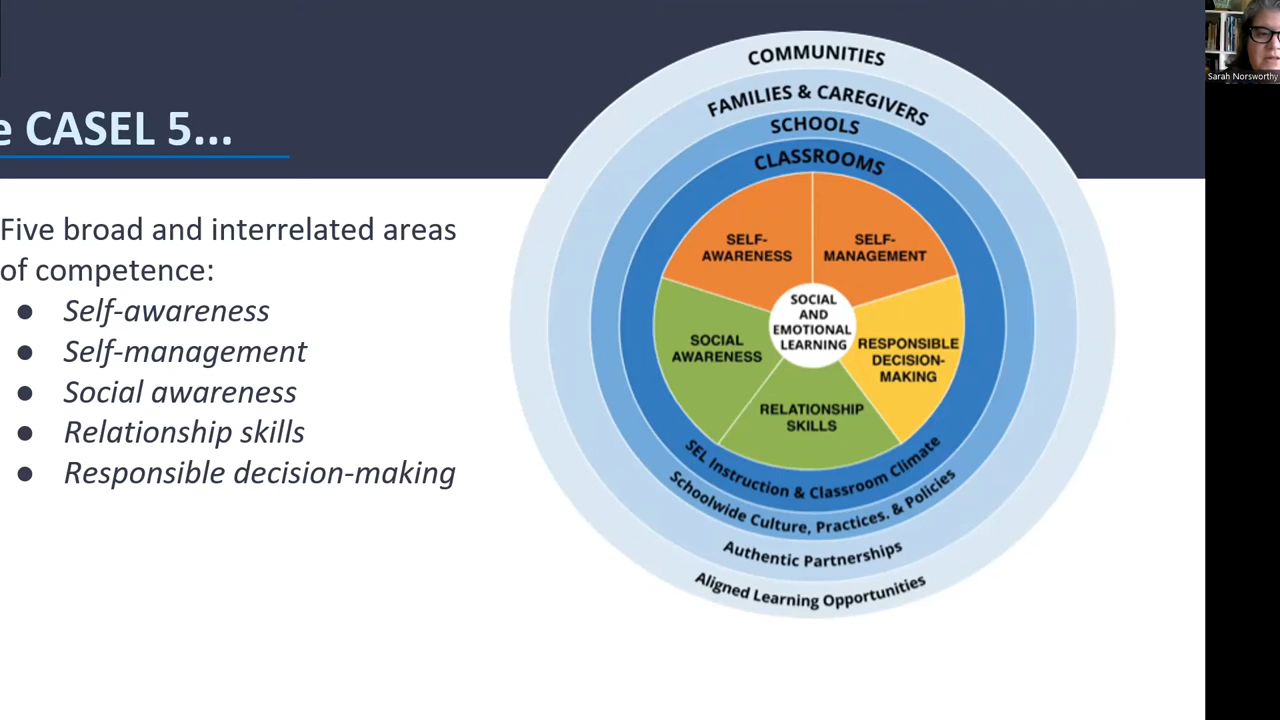 e CASEL 5...
Five broad and interrelated areas
of competence:
● Self-awareness
● Self-management
● Social awareness
● Relationship skills
● Responsible decision-making
COMMUNITIES
FAMILIES & CAREGIVERS
SCHOOLS
CLASSROOMS
SELF-
AWARENESS
SELF-
MANAGEMENT
SOCIAL
AND
EMOTIONAL
LEARNING
SOCIAL
AWARENESS
RESPONSIBLE
DECISION-
MAKING
RELATIONSHIP
SKILLS
SEL Instruction & Classroom Climate
Schoolwide Culture, Practices. & Policies
Authentic Partnerships
Aligned Learning Opportunities
Sarah Norsworthy